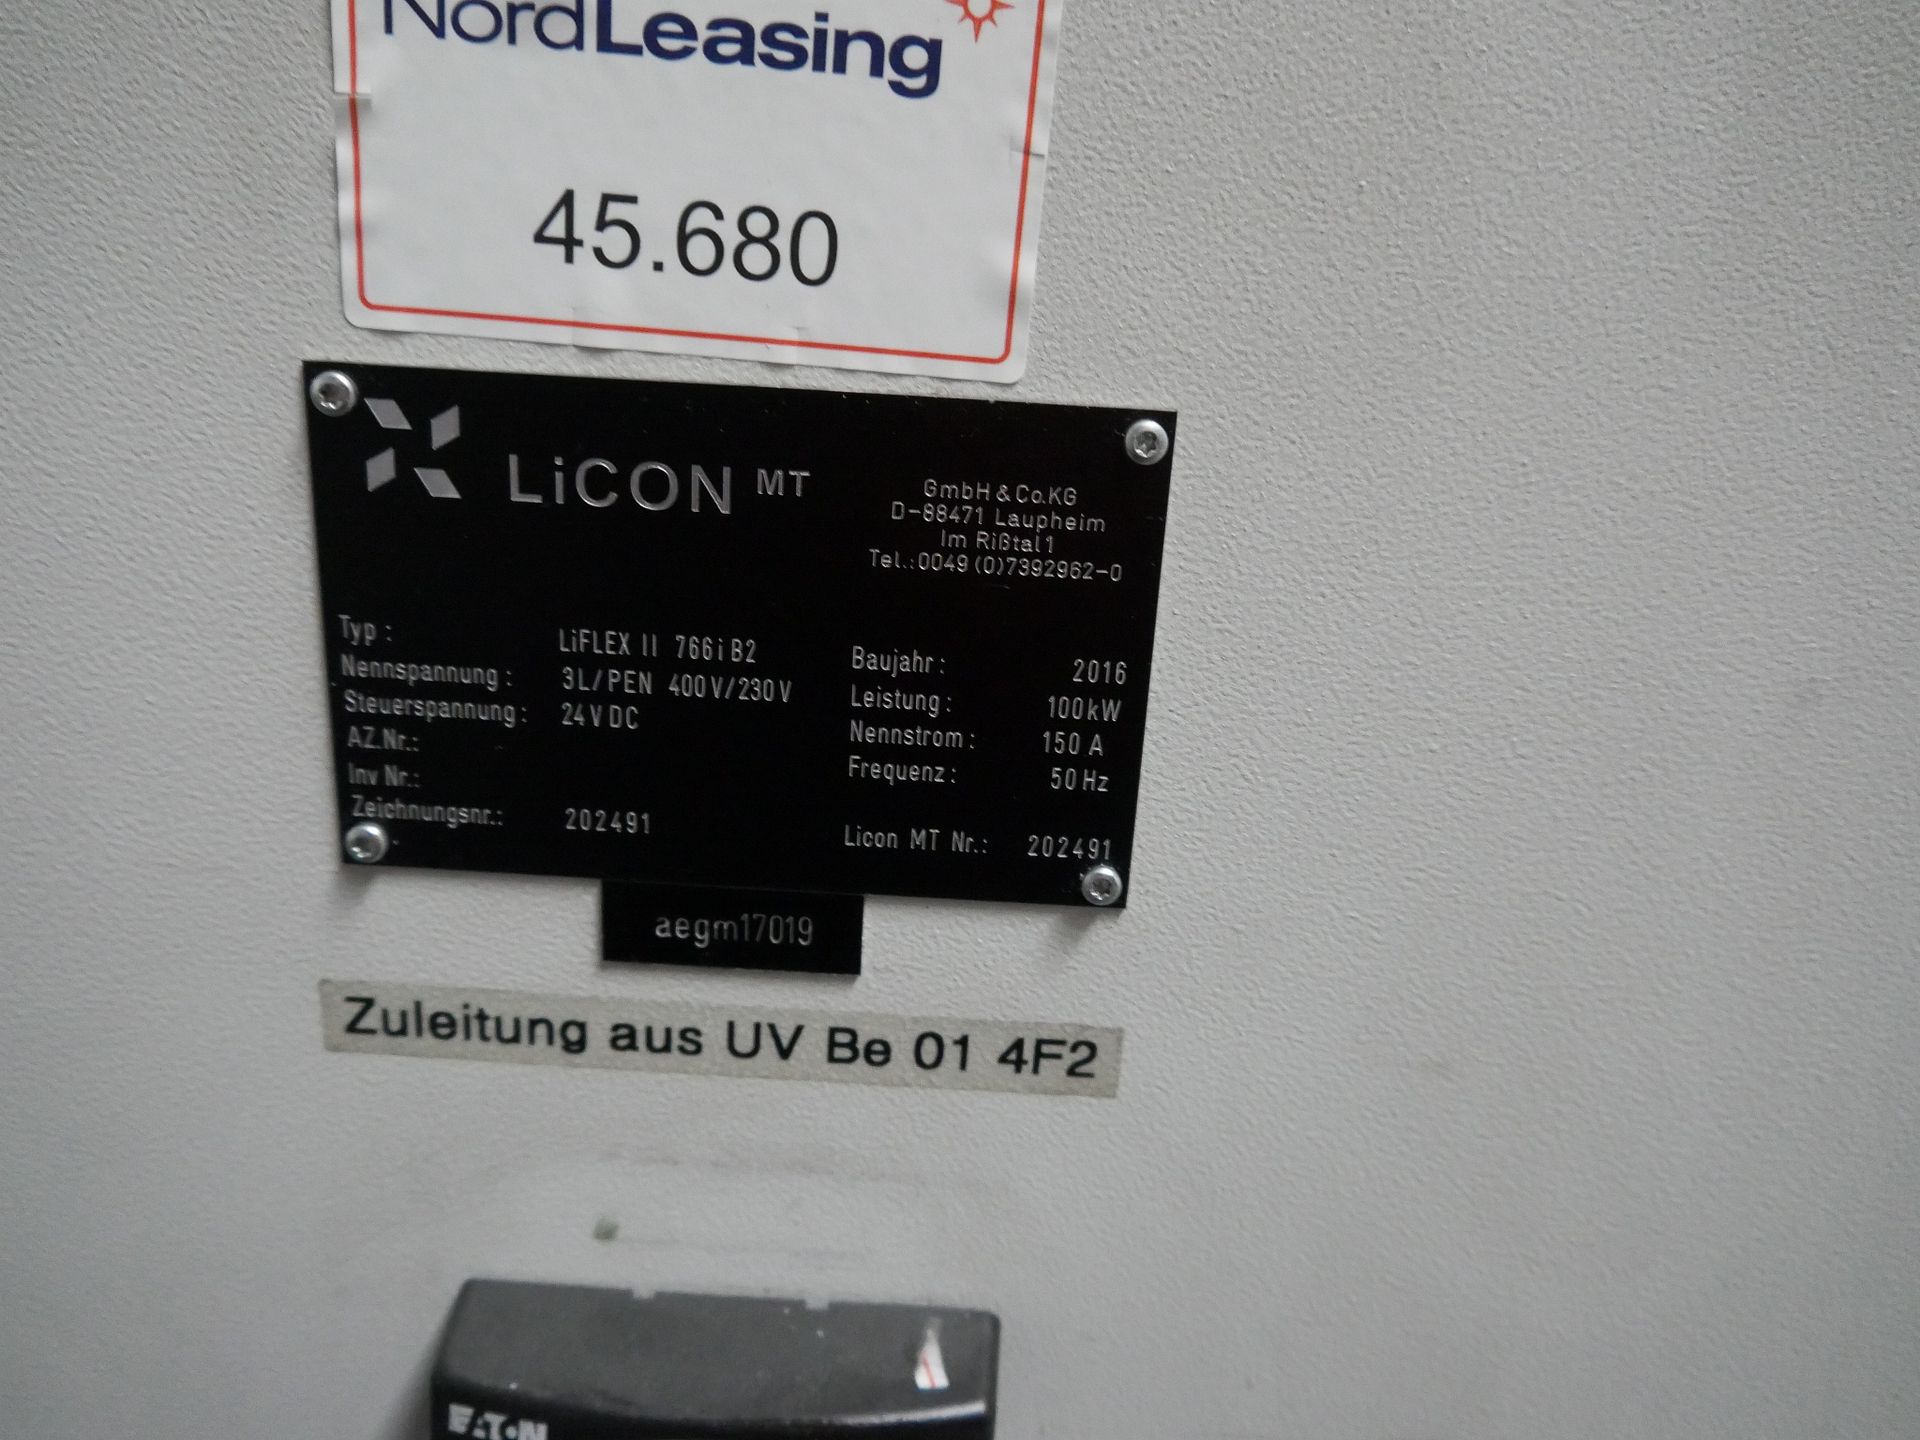 NordLeasing
45.680
LiCON MT
GmbH & Co.KG
D-88471 Laupheim
Im Rißtal 1
Tel.:0049 (0)7392962-0
Typ : LiFLEX II 766i B2
Nennspannung : 3L/PEN 400V/230V
Steuerspannung : 24VDC
AZ.Nr.:
Inv Nr.:
Zeichnungsnr.: 202491
Baujahr : 2016
Leistung : 100kW
Nennstrom : 150 A
Frequenz : 50 Hz
Licon MT Nr.: 202491
aegm17019
Zuleitung aus UV Be 01 4F2
EATON